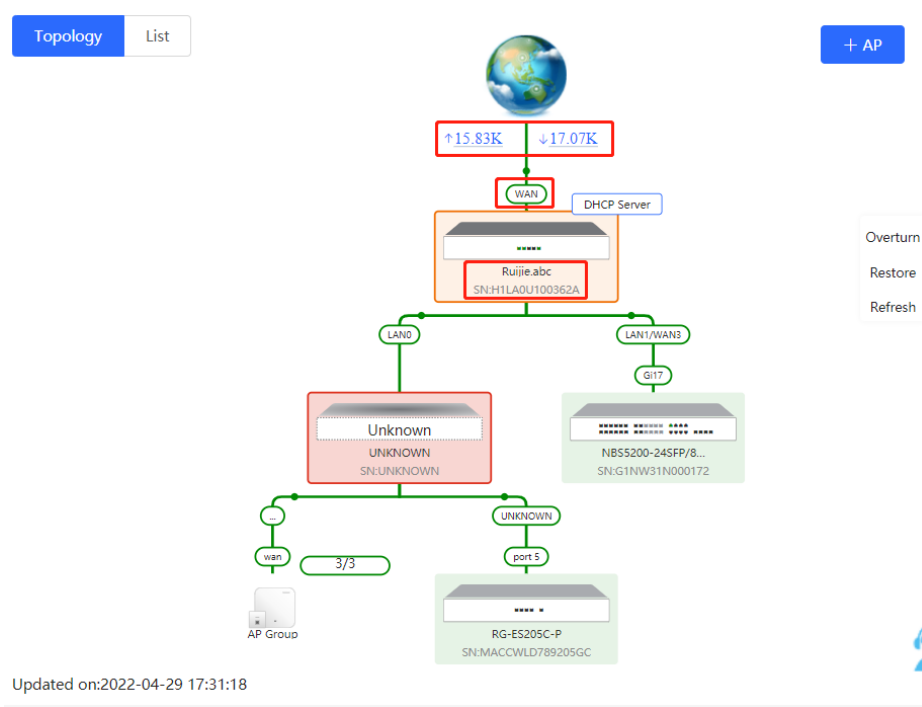 Topology
List
+ AP
↑15.83K ↓17.07K
WAN
DHCP Server
Ruijie.abc
SN:H1LA0U100362A
Overturn
Restore
Refresh
LAN0
LAN1/WAN3
Gi17
Unknown
UNKNOWN
SN:UNKNOWN
NBS5200-24SFP/8...
SN:G1NW31N000172
...
UNKNOWN
wan
3/3
port 5
AP Group
RG-ES205C-P
SN:MACCWLD789205GC
Updated on:2022-04-29 17:31:18